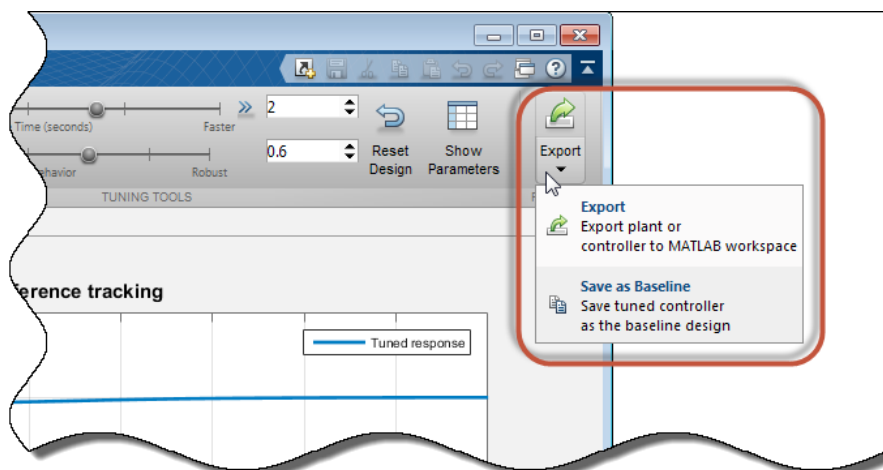 2
Time (seconds)
Faster
0.6
Reset
Design
Show
Parameters
Export
Behavior
Robust
TUNING TOOLS
Export
Export plant or
controller to MATLAB workspace
Save as Baseline
Save tuned controller
as the baseline design
ference tracking
Tuned response